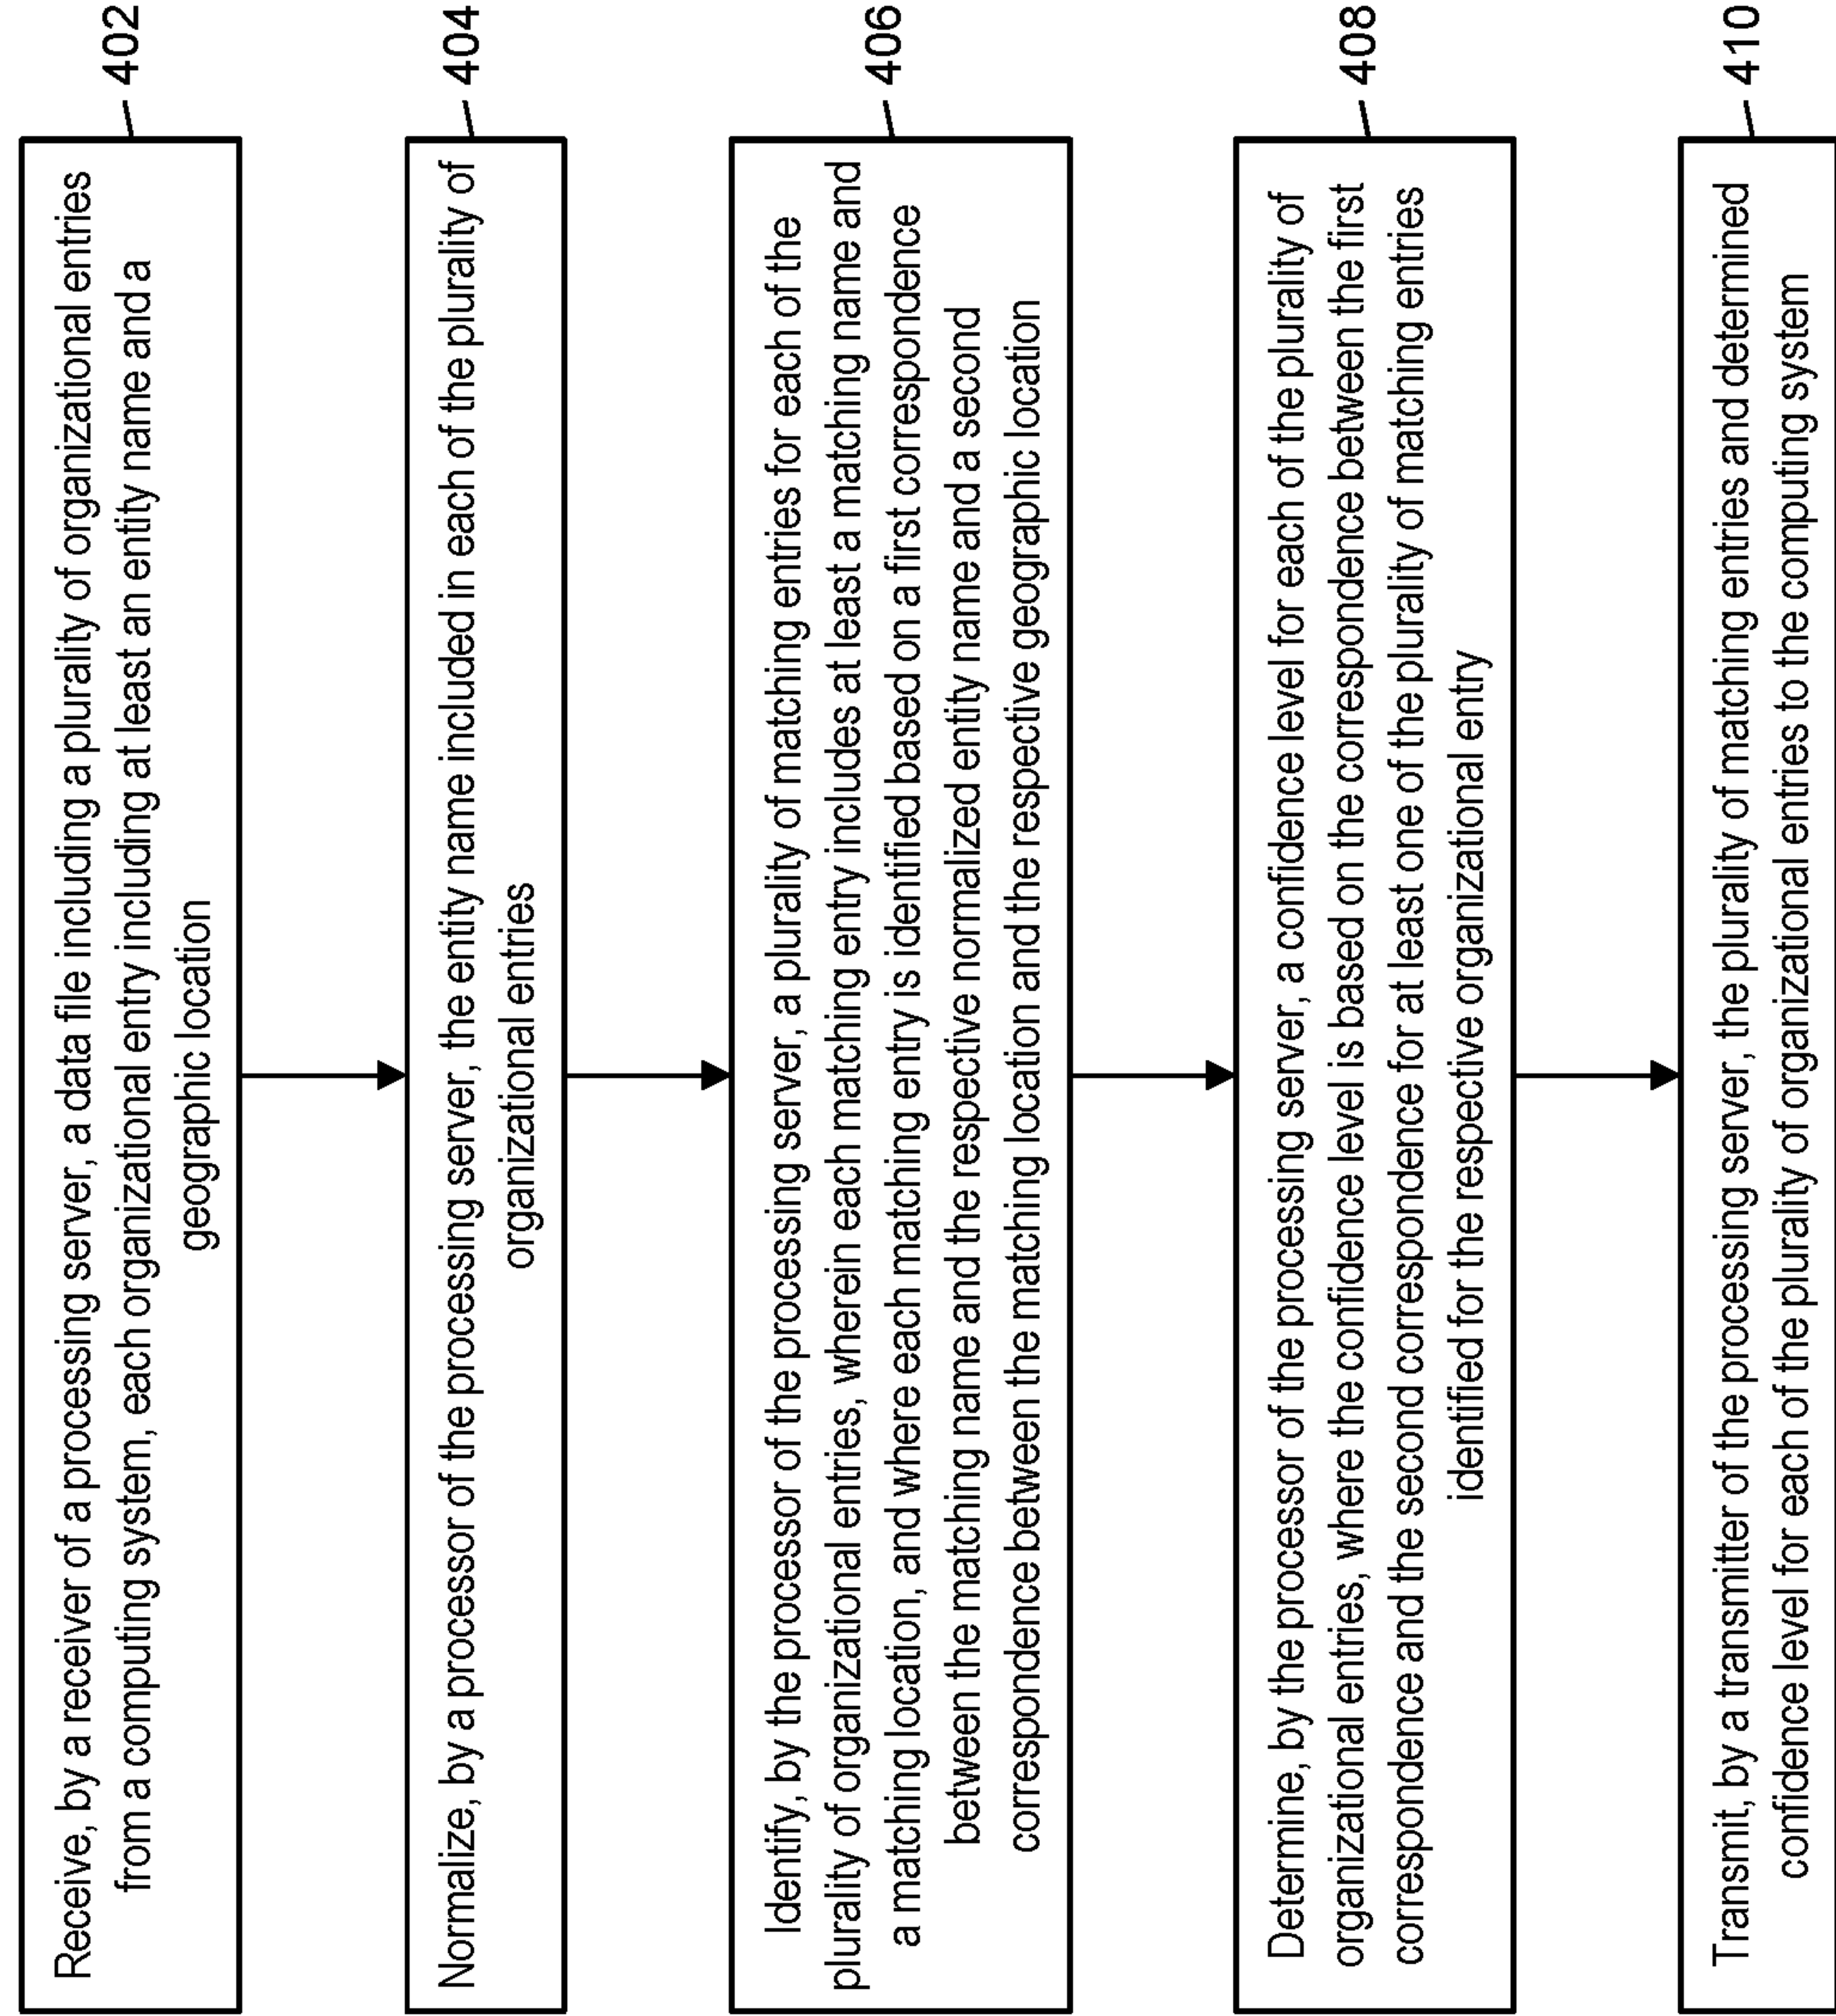 Receive, by a receiver of a processing server, a data file including a plurality of organizational entries
from a computing system, each organizational entry including at least an entity name and a
geographic location
402
Normalize, by a processor of the processing server, the entity name included in each of the plurality of
organizational entries
404
Identify, by the processor of the processing server, a plurality of matching entries for each of the
plurality of organizational entries, wherein each matching entry includes at least a matching name and
a matching location, and where each matching entry is identified based on a first correspondence
between the matching name and the respective normalized entity name and a second
correspondence between the matching location and the respective geographic location
406
Determine, by the processor of the processing server, a confidence level for each of the plurality of
organizational entries, where the confidence level is based on the correspondence between the first
correspondence and the second correspondence for at least one of the plurality of matching entries
identified for the respective organizational entry
408
Transmit, by a transmitter of the processing server, the plurality of matching entries and determined
confidence level for each of the plurality of organizational entries to the computing system
410